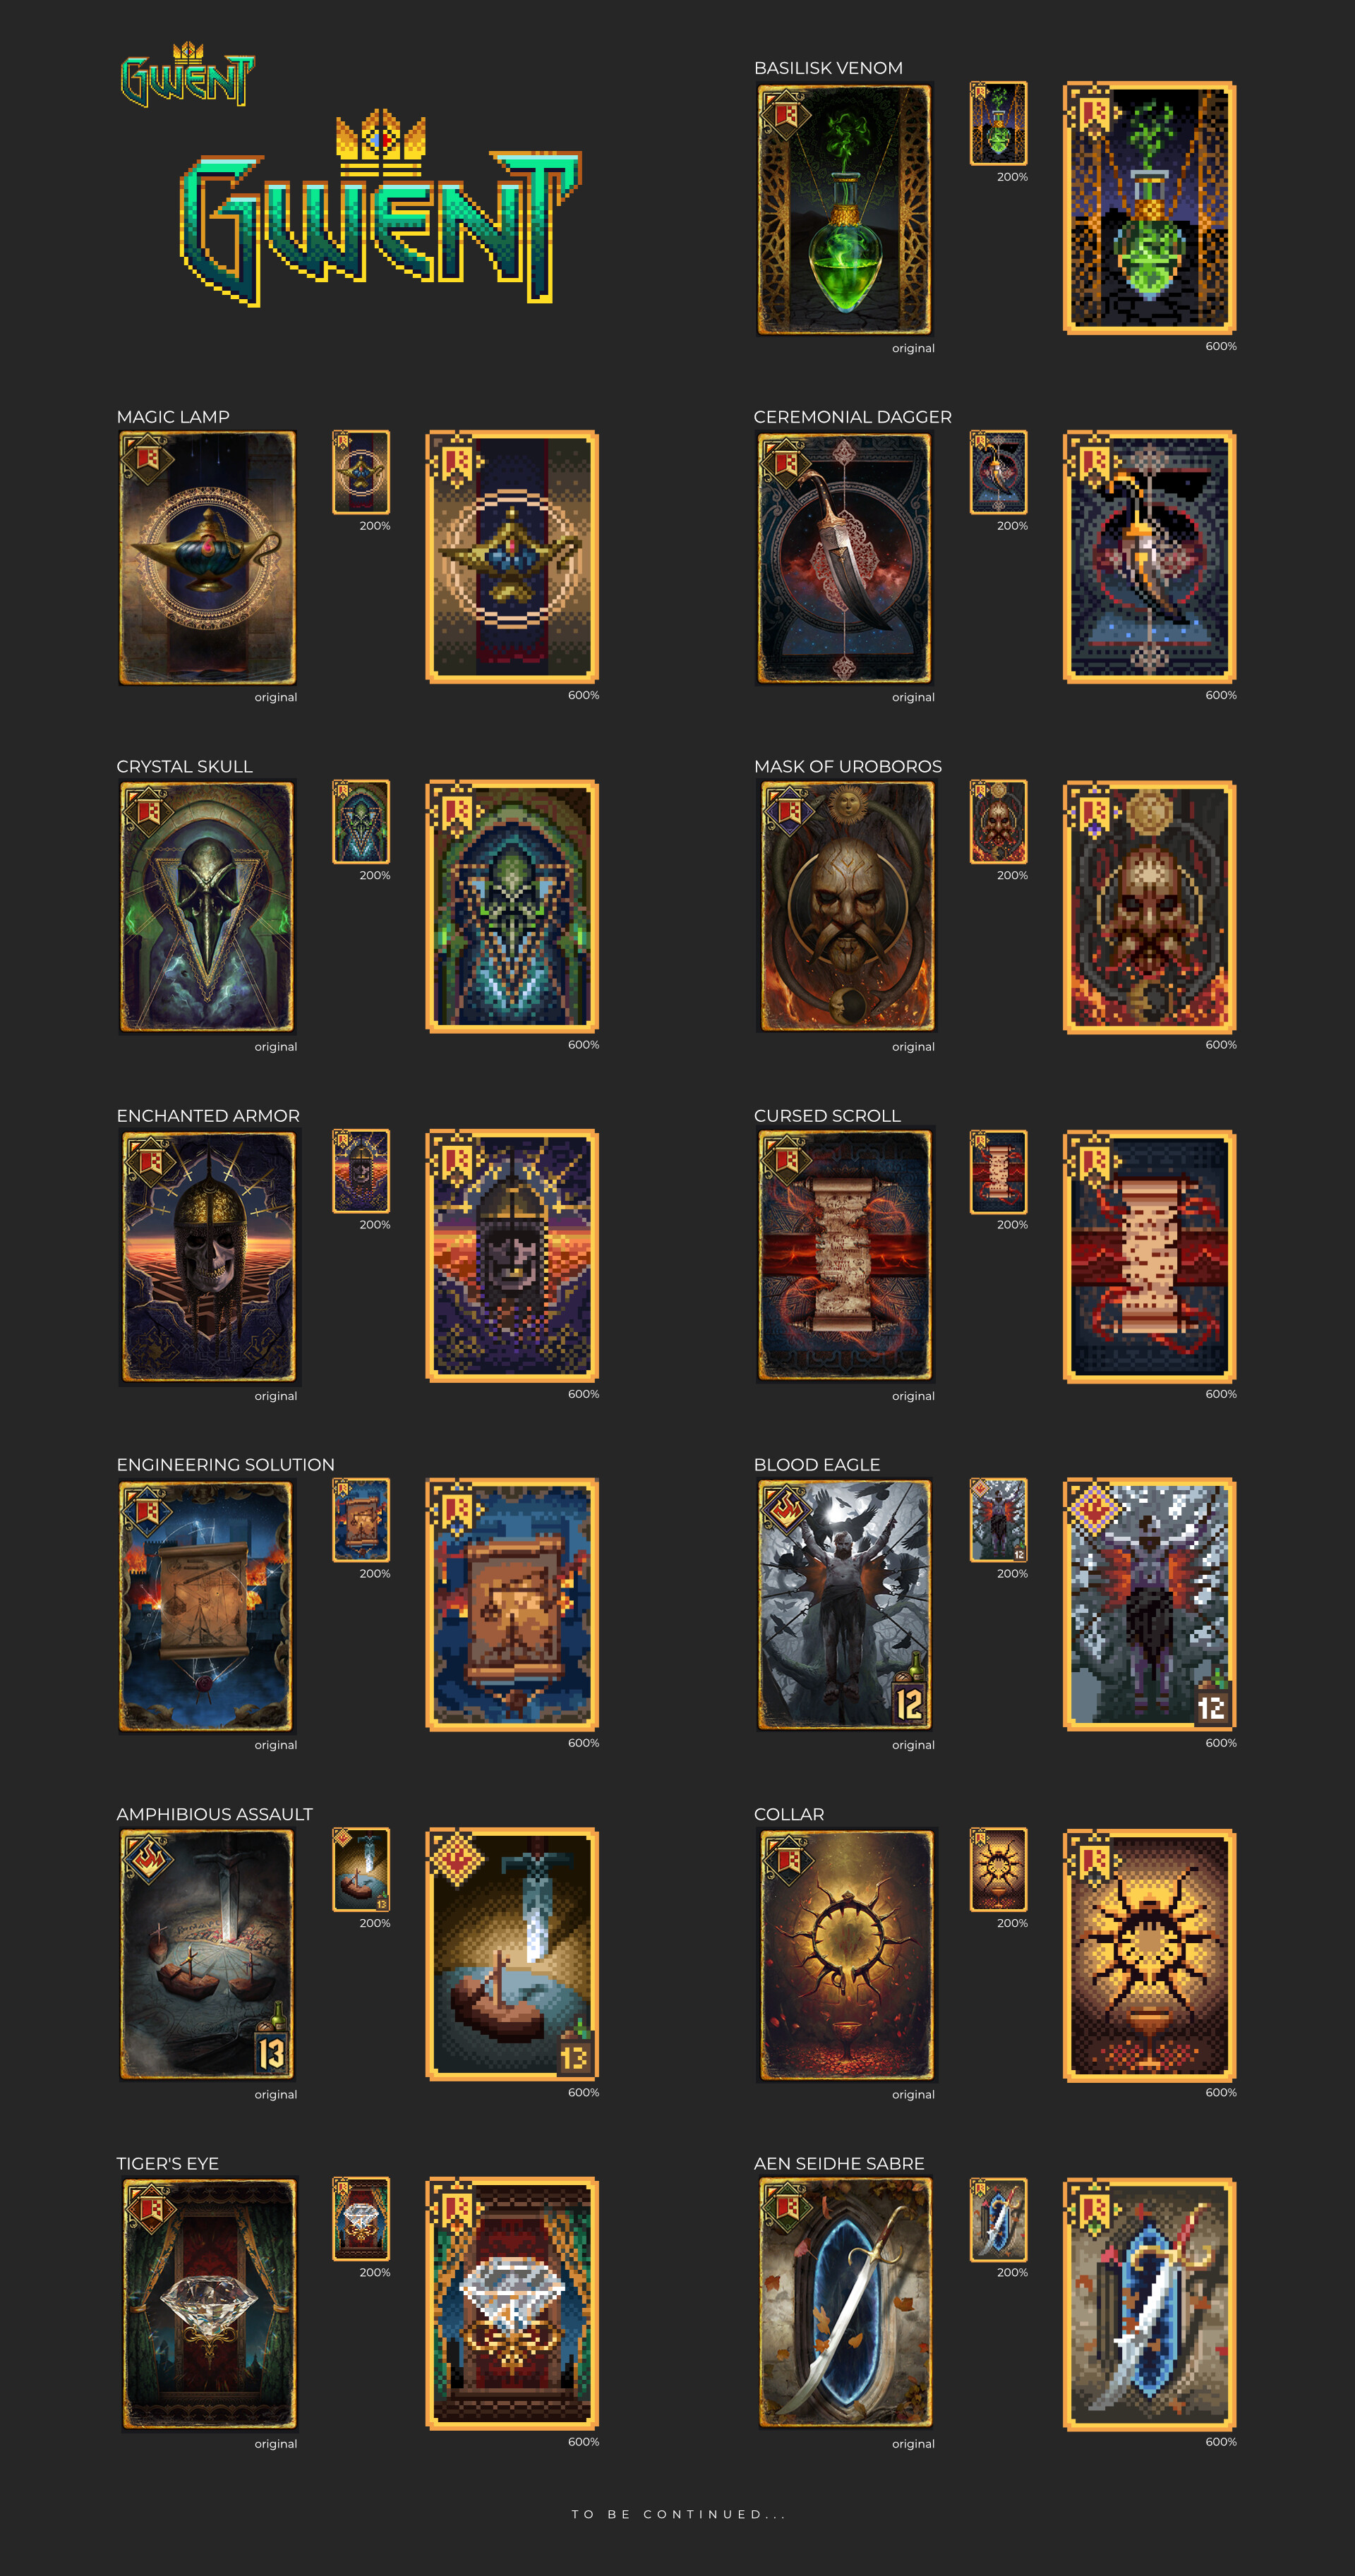 GWENT
GWENT
BASILISK VENOM
200%
original
600%
MAGIC LAMP
200%
original
600%
CEREMONIAL DAGGER
200%
original
600%
CRYSTAL SKULL
200%
original
600%
MASK OF UROBOROS
200%
original
600%
ENCHANTED ARMOR
200%
original
600%
CURSED SCROLL
200%
original
600%
ENGINEERING SOLUTION
200%
original
600%
BLOOD EAGLE
12
12
12
200%
original
600%
AMPHIBIOUS ASSAULT
13
13
13
200%
original
600%
COLLAR
200%
original
600%
TIGER'S EYE
200%
original
600%
AEN SEIDHE SABRE
200%
original
600%
TO BE CONTINUED...